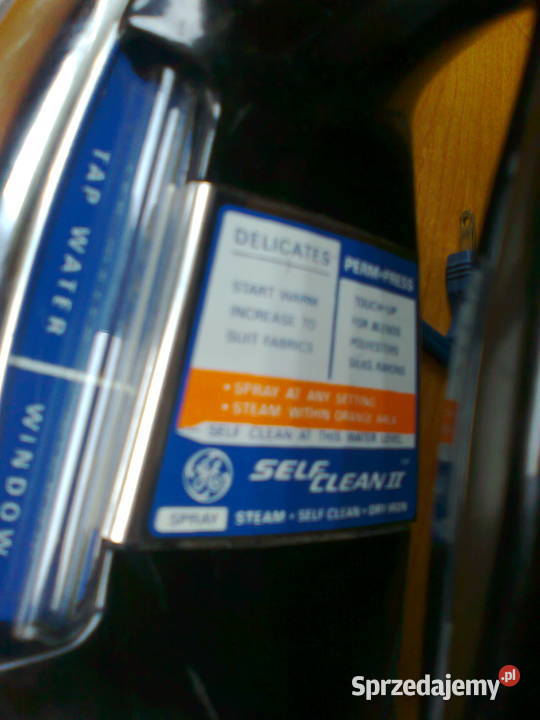 TAP WATER
WINDOW
DELICATES
START WARM
INCREASE TO
SUIT FABRICS
PERM-PRESS
TOUCH-UP
FOR BLENDS
POLYESTERS
• SPRAY AT ANY SETTING
• STEAM WITHIN ORANGE AREA
SELF CLEAN AT THIS WATER LEVEL
GE
SELF CLEAN II
SPRAY STEAM • SELF CLEAN • DRY IRON
Sprzedajemy.pl